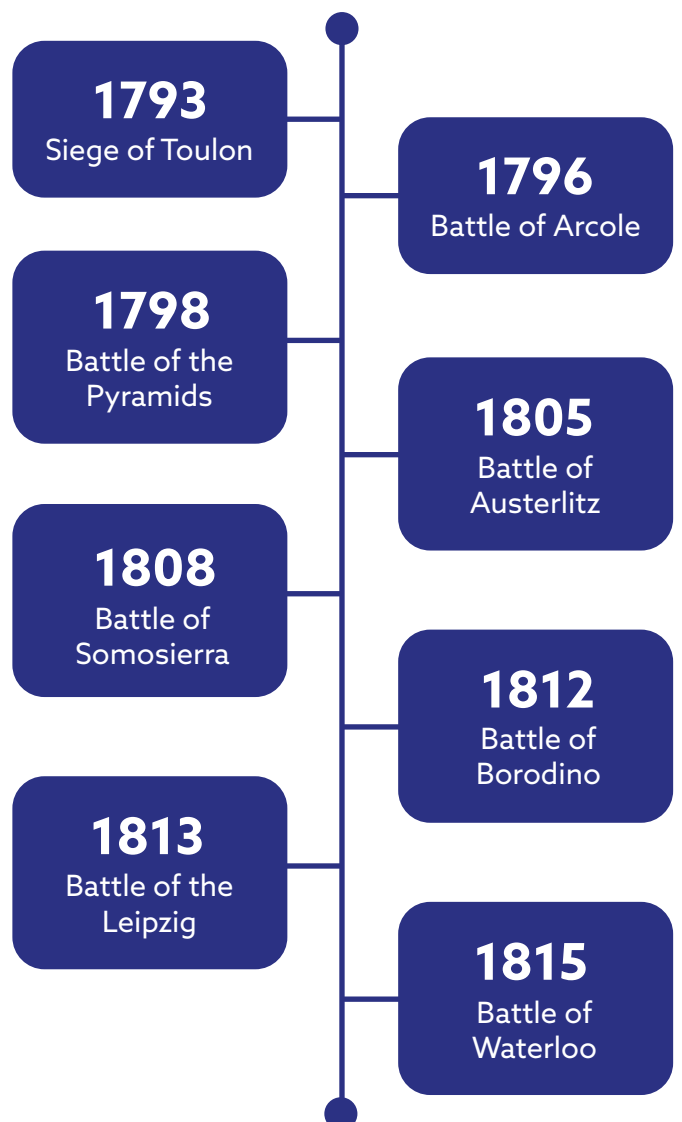 1793
Siege of Toulon
1796
Battle of Arcole
1798
Battle of the
Pyramids
1805
Battle of
Austerlitz
1808
Battle of
Somosierra
1812
Battle of
Borodino
1813
Battle of the
Leipzig
1815
Battle of
Waterloo